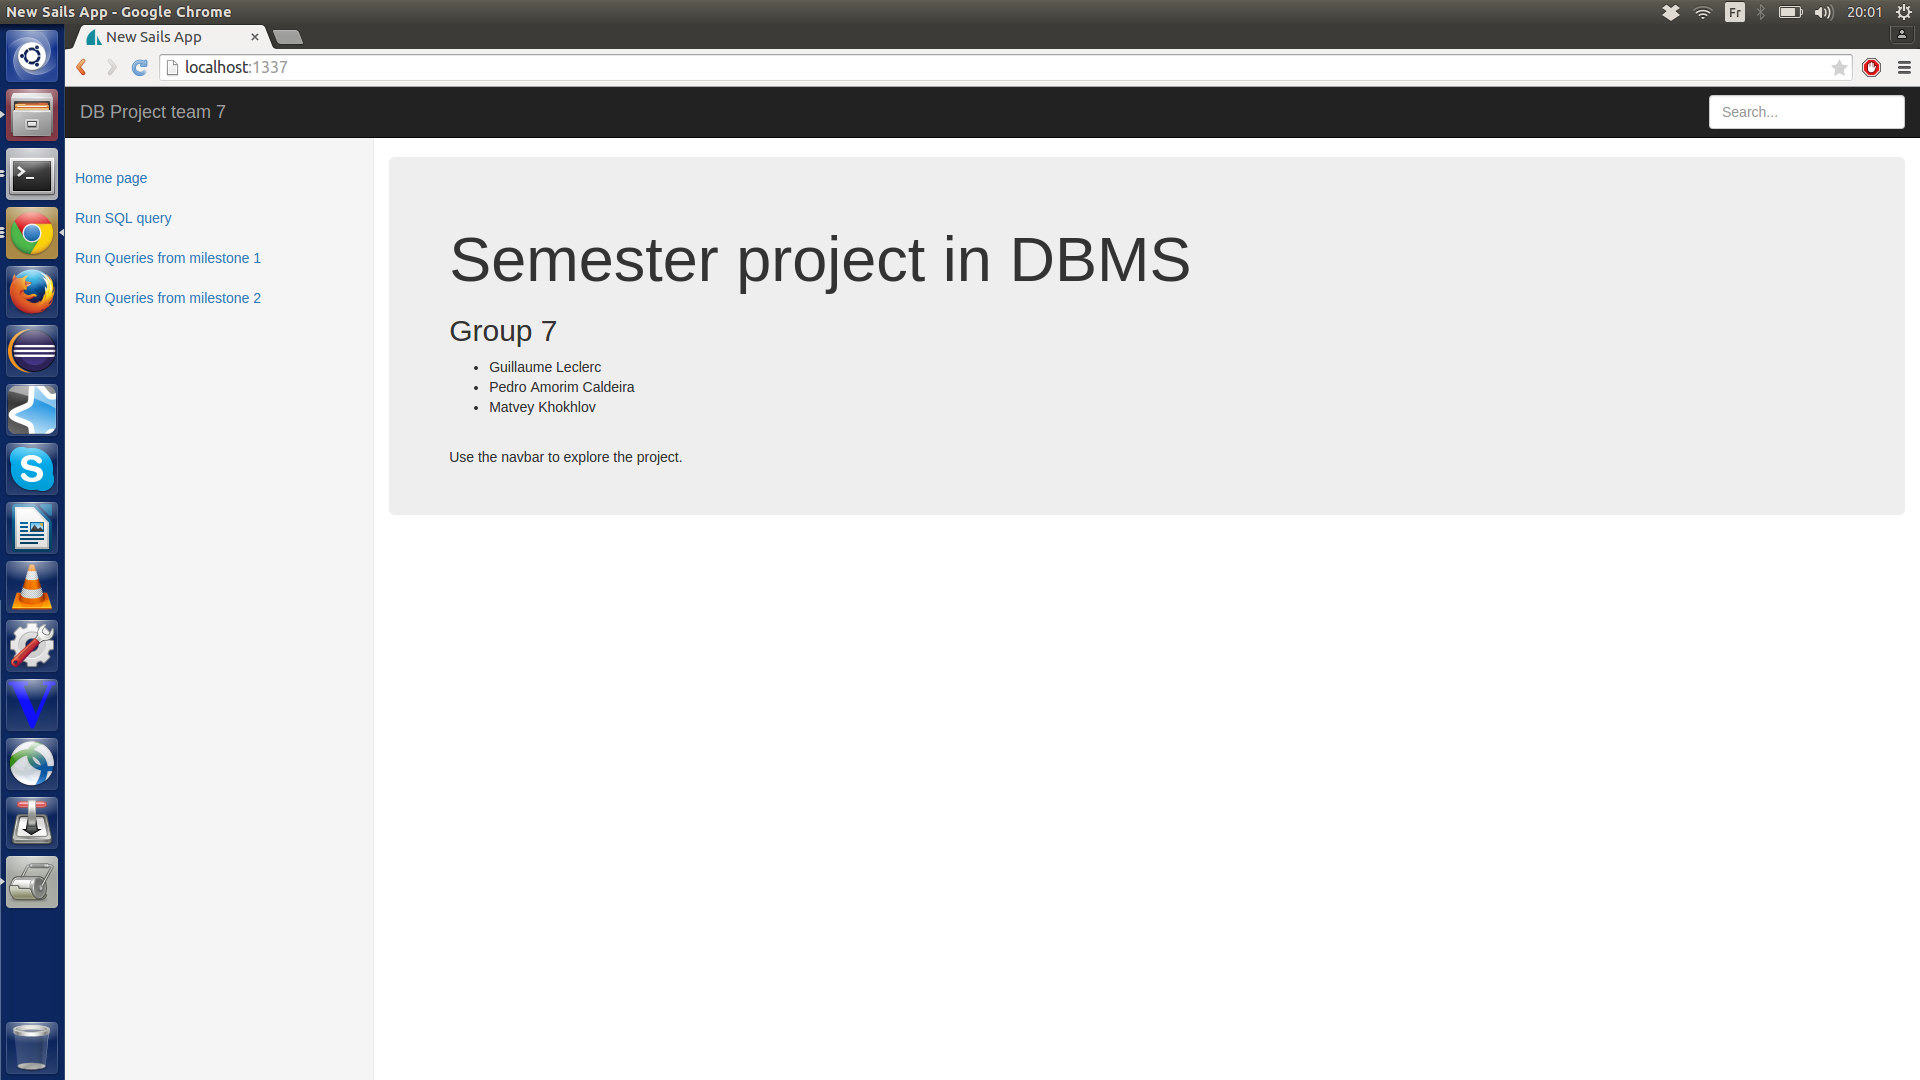 New Sails App - Google Chrome
Fr
20:01
New Sails App
localhost:1337
DB Project team 7
Search...
Home page
Run SQL query
Run Queries from milestone 1
Run Queries from milestone 2
Semester project in DBMS
Group 7
Guillaume Leclerc
Pedro Amorim Caldeira
Matvey Khokhlov
Use the navbar to explore the project.